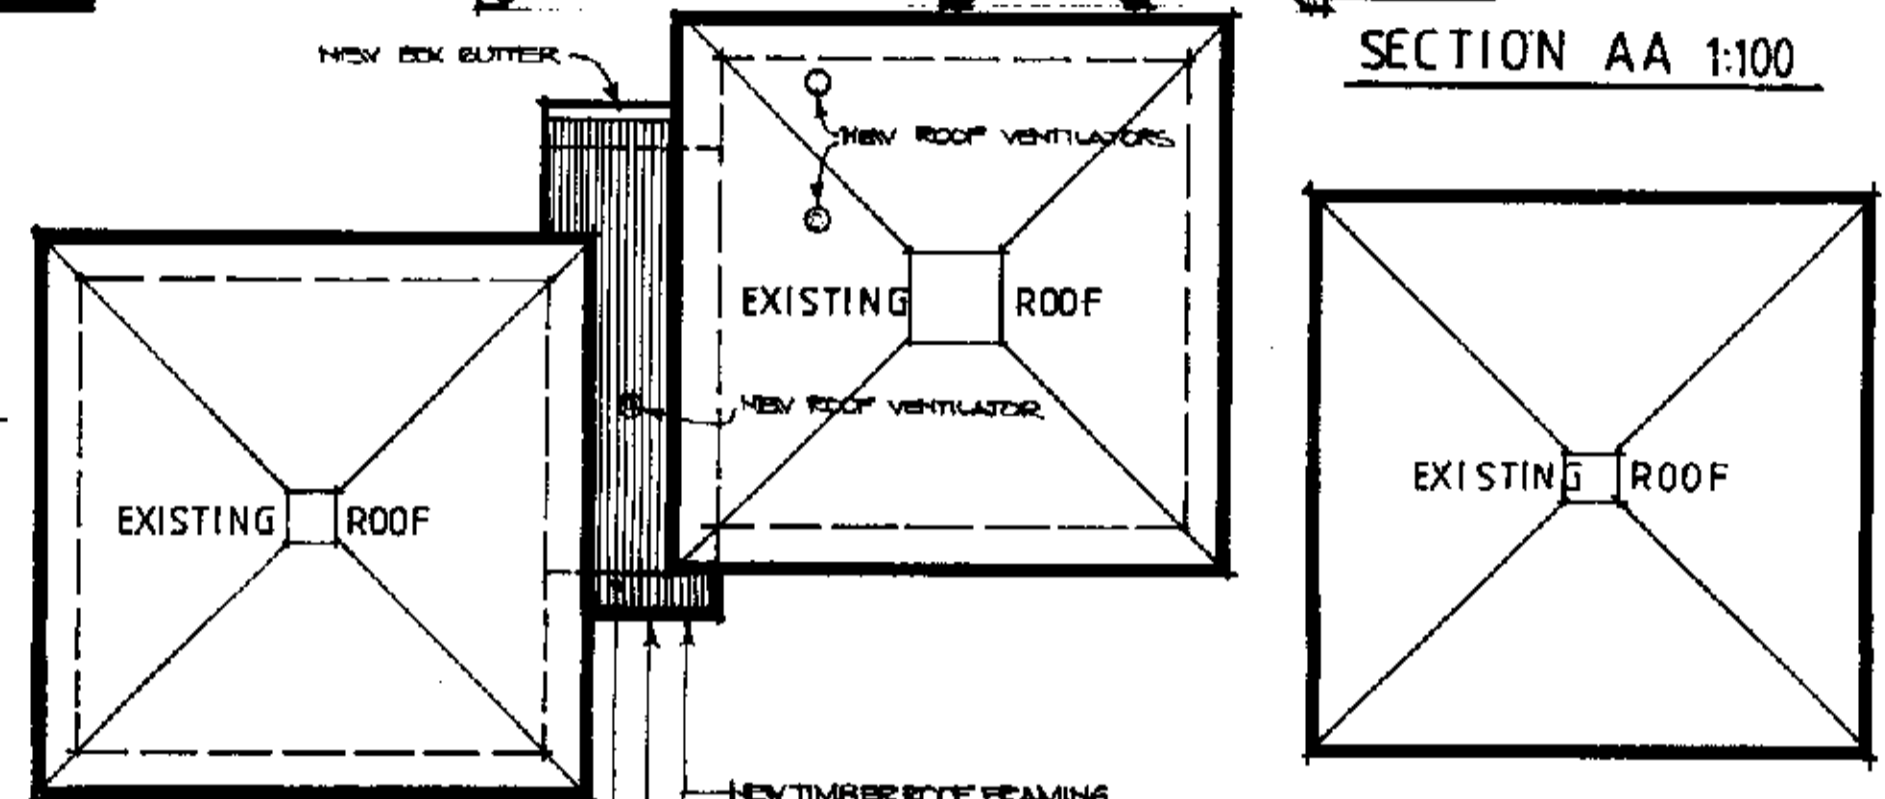 SECTION AA 1:100
NEW BOX GUTTER
NEW ROOF VENTILATORS
EXISTING ROOF
NEW ROOF VENTILATOR
EXISTING ROOF
EXISTING ROOF
NEW TIMBER ROOF FRAMING